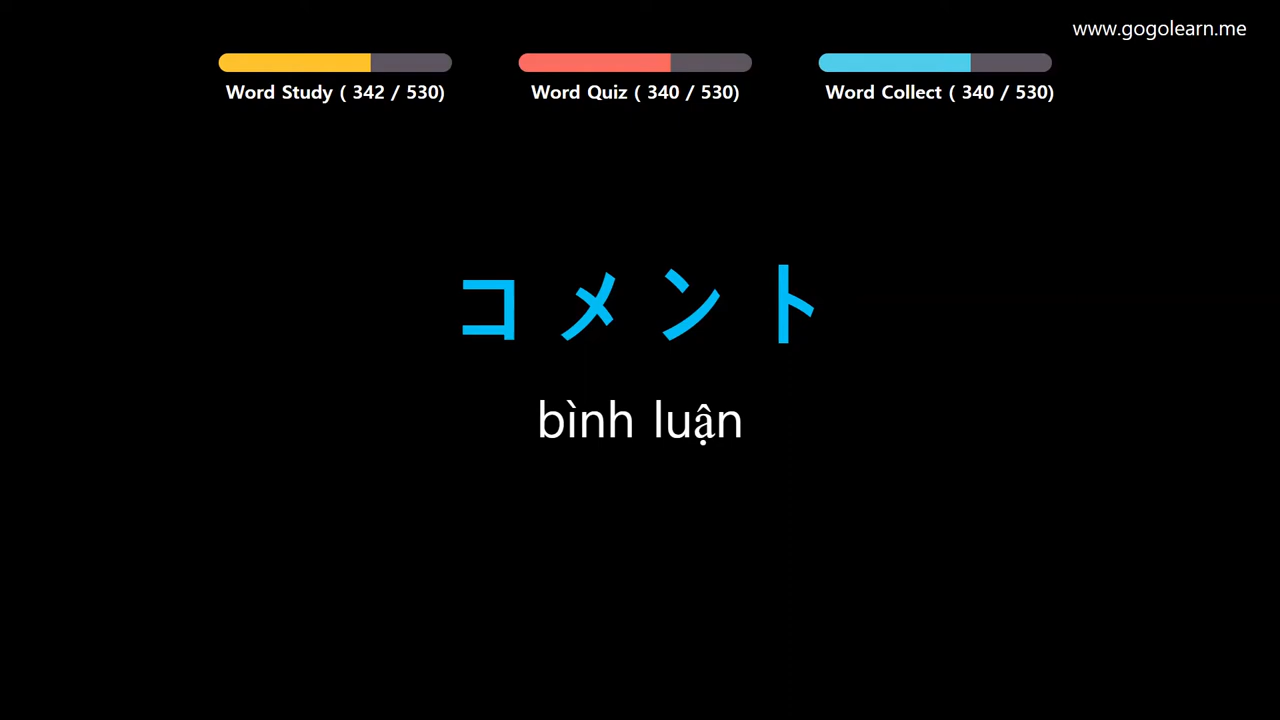 www.gogolearn.me
Word Study ( 342 / 530)
Word Quiz ( 340 / 530)
Word Collect ( 340 / 530)
コメント
bình luận